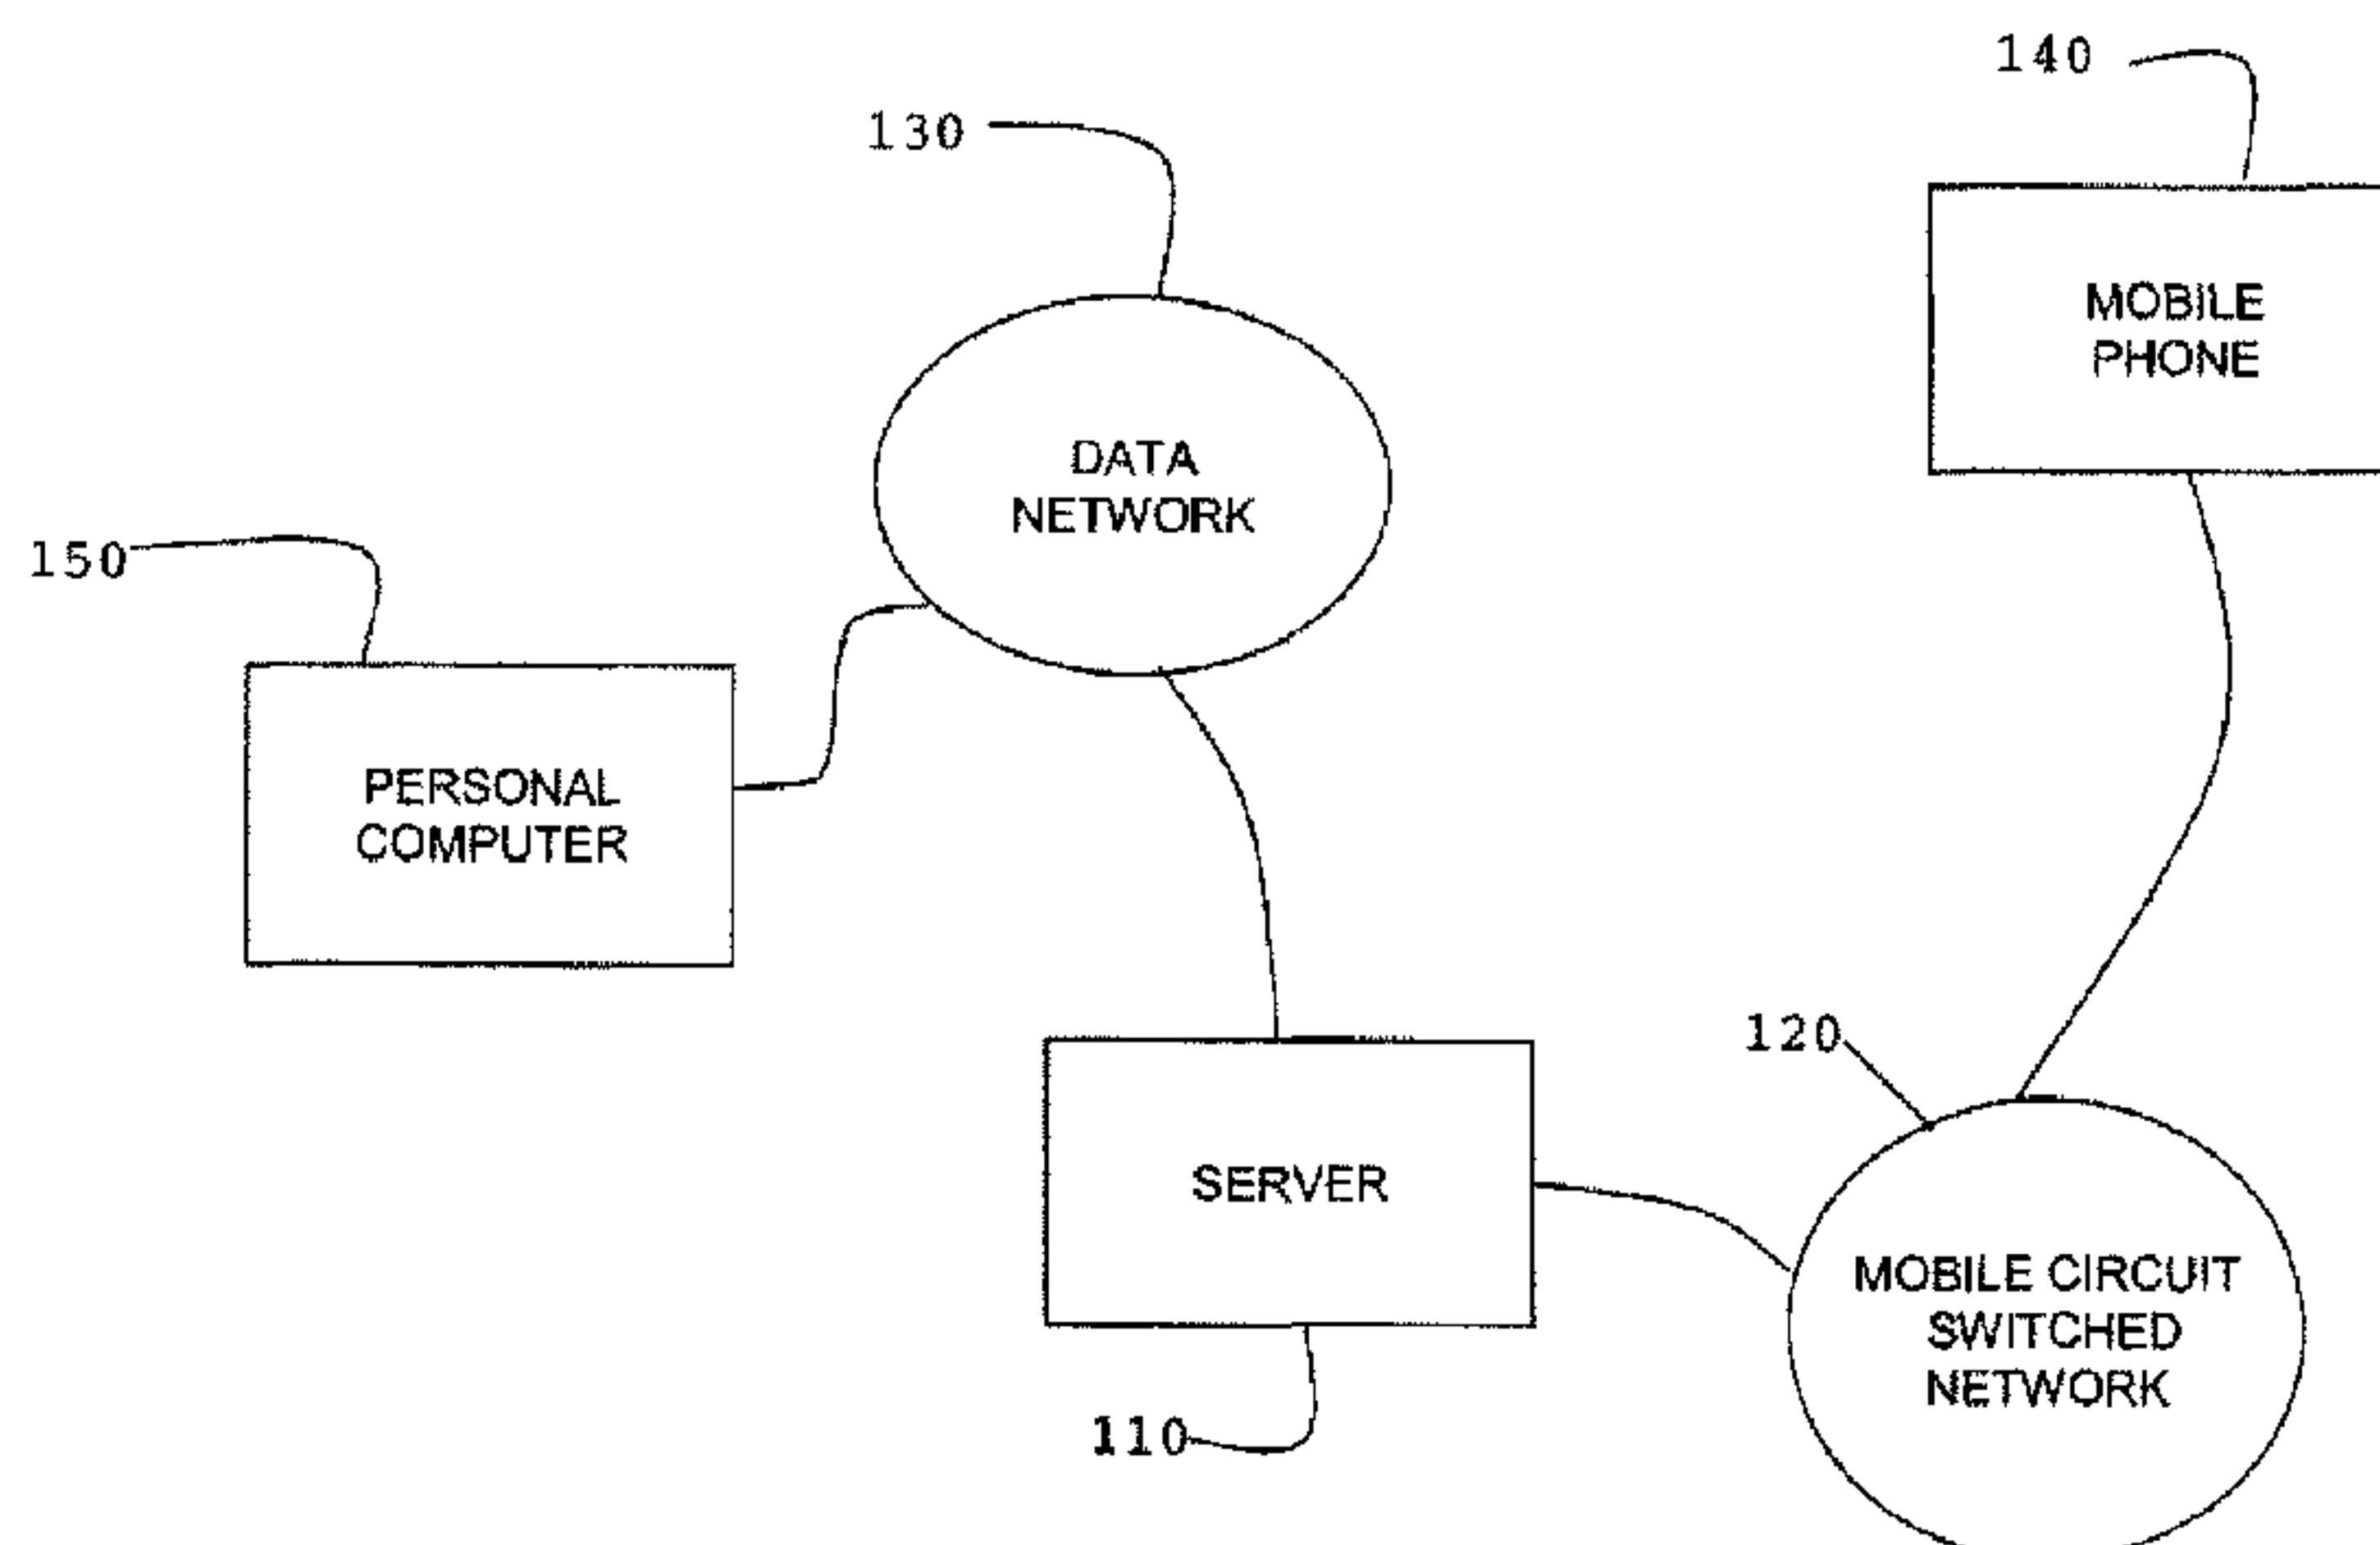 140
130
MOBILE
PHONE
DATA
NETWORK
150
PERSONAL
COMPUTER
120
SERVER
MOBILE CIRCUIT
SWITCHED
NETWORK
110